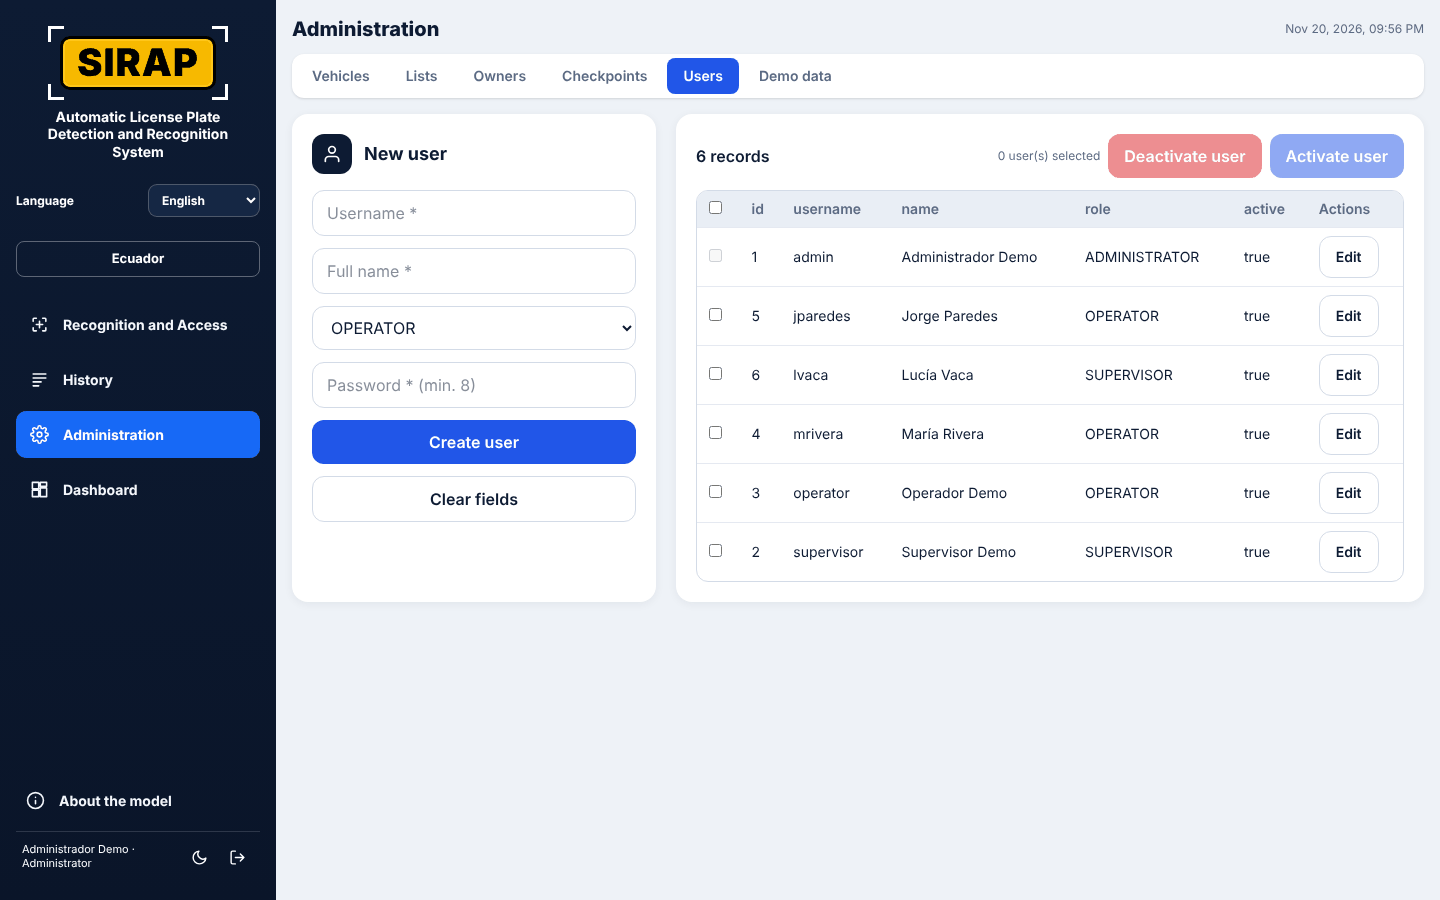 SIRAP
Automatic License Plate
Detection and Recognition
System
Language
English
Ecuador
Recognition and Access
History
Administration
Dashboard
About the model
Administrador Demo ·
Administrator
Administration
Nov 20, 2026, 09:56 PM
Vehicles Lists Owners Checkpoints Users Demo data
New user
Username *
Full name *
OPERATOR
Password * (min. 8)
Create user
Clear fields
6 records 0 user(s) selected Deactivate user Activate user
id username name role active Actions
1 admin Administrador Demo ADMINISTRATOR true Edit
5 jparedes Jorge Paredes OPERATOR true Edit
6 lvaca Lucía Vaca SUPERVISOR true Edit
4 mrivera María Rivera OPERATOR true Edit
3 operator Operador Demo OPERATOR true Edit
2 supervisor Supervisor Demo SUPERVISOR true Edit